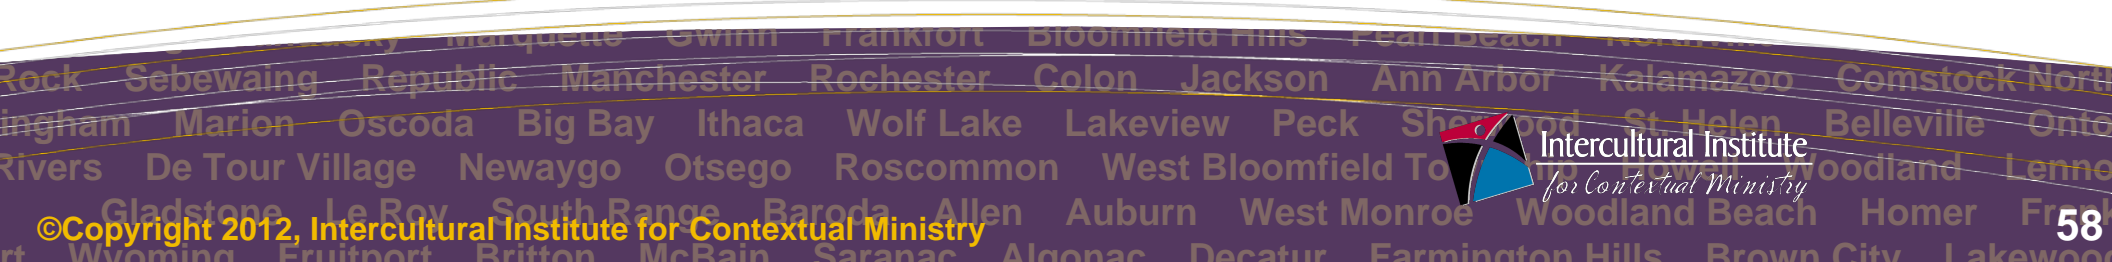 Marquette Gwinn Frankfort Bloomfield Hills Pearl Beach
Rock Sebewaing Republic Manchester Rochester Colon Jackson Ann Arbor Kalamazoo Comstock North
ingham Marion Oscoda Big Bay Ithaca Wolf Lake Lakeview Peck St. Helen Belleville Onto
Rivers De Tour Village Newaygo Otsego Roscommon West Bloomfield To Woodland Lenno
Intercultural Institute
for Contextual Ministry
Gladstone Le Roy South Range Baroda Allen Auburn West Monroe Woodland Beach Homer Frank
©Copyright 2012, Intercultural Institute for Contextual Ministry
58
rt Wyoming Fruitport Britton McBain Saranac Algonac Decatur Farmington Hills Brown City Lakewood